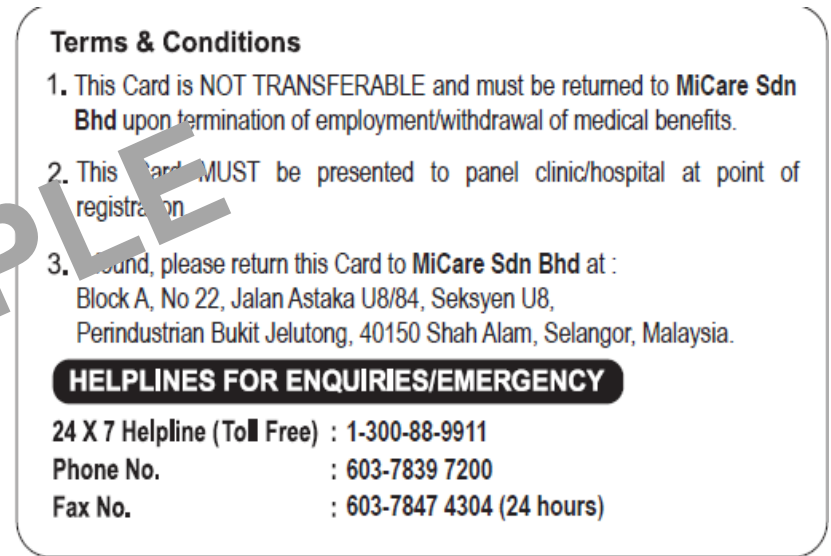 Terms & Conditions
1. This Card is NOT TRANSFERABLE and must be returned to MiCare Sdn
Bhd upon termination of employment/withdrawal of medical benefits.
2. This Card MUST be presented to panel clinic/hospital at point of
registration
3. found, please return this Card to MiCare Sdn Bhd at :
Block A, No 22, Jalan Astaka U8/84, Seksyen U8,
Perindustrian Bukit Jelutong, 40150 Shah Alam, Selangor, Malaysia.
HELPLINES FOR ENQUIRIES/EMERGENCY
24 X 7 Helpline (Toll Free) : 1-300-88-9911
Phone No. : 603-7839 7200
Fax No. : 603-7847 4304 (24 hours)
PLE